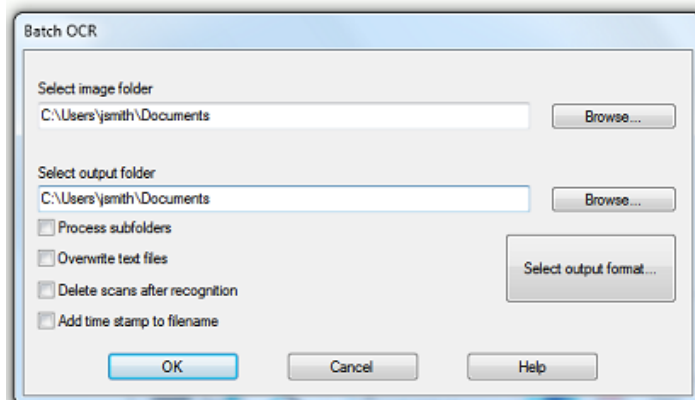 Batch OCR
Select image folder
C:\Users\jsmith\Documents
Browse...
Select output folder
C:\Users\jsmith\Documents
Browse...
Process subfolders
Overwrite text files
Select output format...
Delete scans after recognition
Add time stamp to filename
OK Cancel Help